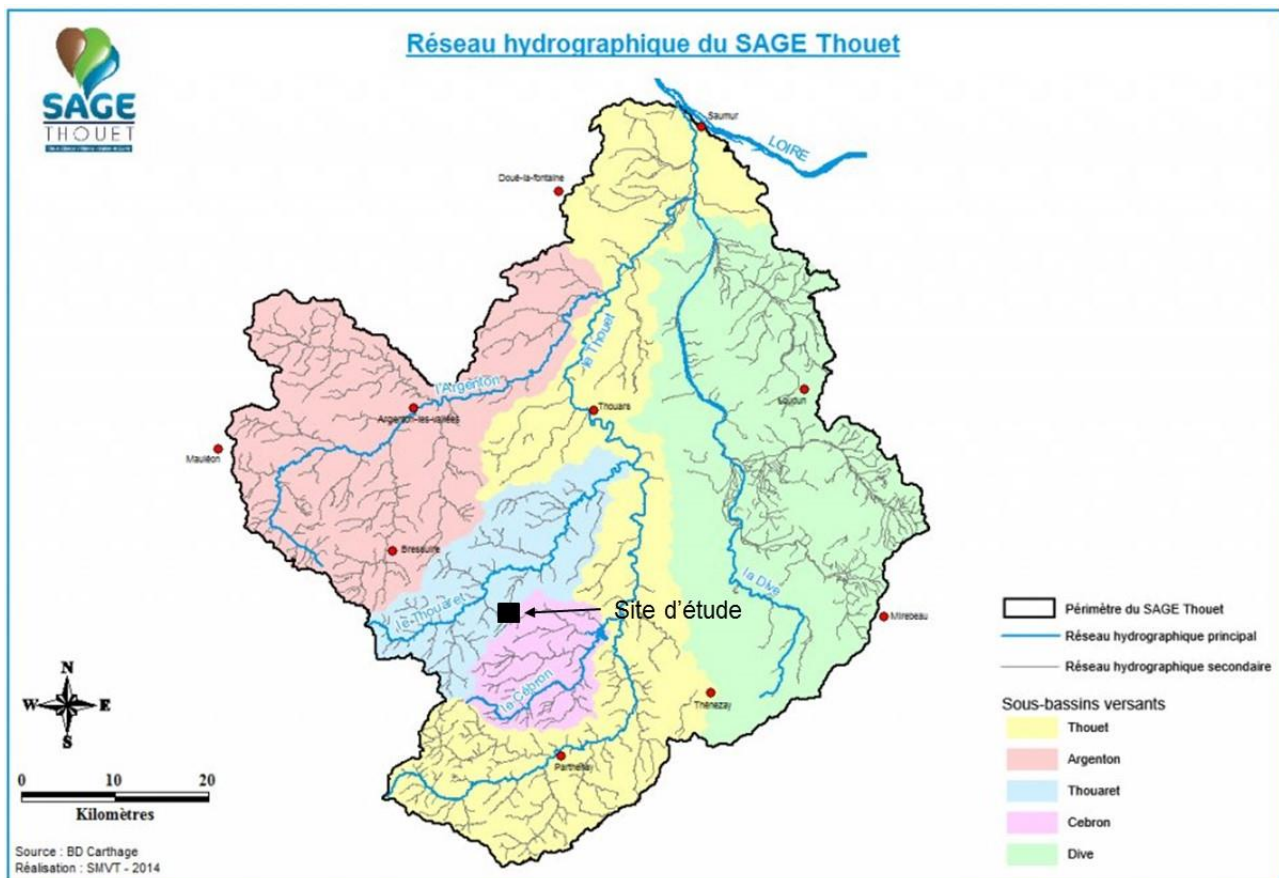 Réseau hydrographique du SAGE Thouet
SAGE
THOUET
Saumur
LOIRE
Doué-la-fontaine
le Thouet
l'Argenton
Argenton-les-vallées
Thouars
Loudun
Mauléon
Bressuire
la Dive
le Thouaret
Site d'étude
Mirebeau
le Cébron
Thénezay
Parthenay
N
W
E
S
0 10 20
Kilomètres
Source : BD Carthage
Réalisation : SMVT - 2014
Périmètre du SAGE Thouet
Réseau hydrographique principal
Réseau hydrographique secondaire
Sous-bassins versants
Thouet
Argenton
Thouaret
Cebron
Dive